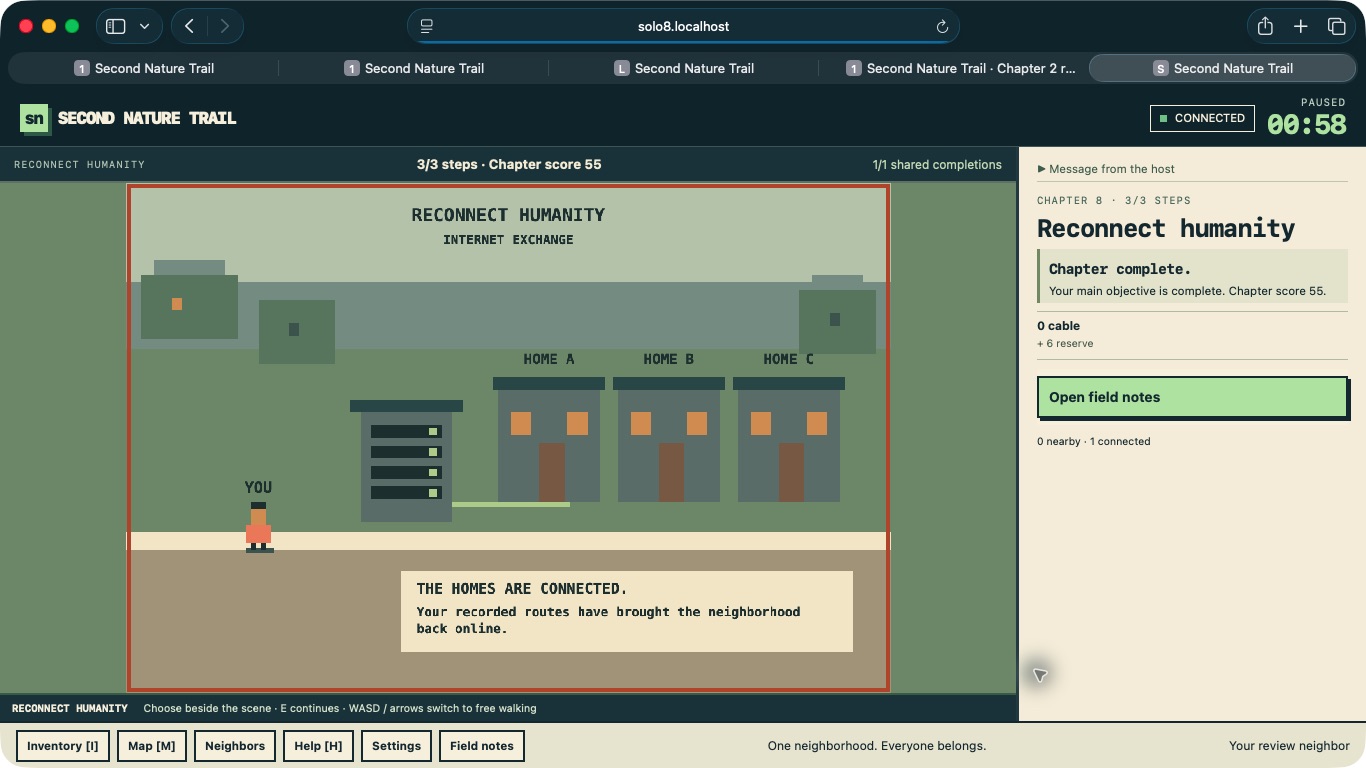 solo8.localhost
1 Second Nature Trail
1 Second Nature Trail
L Second Nature Trail
1 Second Nature Trail · Chapter 2 r...
S Second Nature Trail
sn SECOND NATURE TRAIL
CONNECTED
PAUSED
00:58
RECONNECT HUMANITY
3/3 steps · Chapter score 55
1/1 shared completions
RECONNECT HUMANITY
INTERNET EXCHANGE
HOME A
HOME B
HOME C
YOU
THE HOMES ARE CONNECTED.
Your recorded routes have brought the neighborhood
back online.
RECONNECT HUMANITY
Choose beside the scene · E continues · WASD / arrows switch to free walking
Message from the host
CHAPTER 8 · 3/3 STEPS
Reconnect humanity
Chapter complete.
Your main objective is complete. Chapter score 55.
0 cable
+ 6 reserve
Open field notes
0 nearby · 1 connected
Inventory [I]
Map [M]
Neighbors
Help [H]
Settings
Field notes
One neighborhood. Everyone belongs.
Your review neighbor